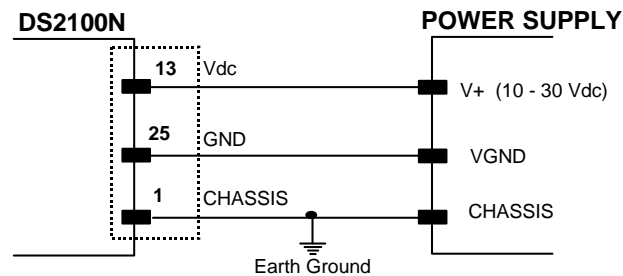 DS2100N
POWER SUPPLY
13 Vdc
V+ (10 - 30 Vdc)
25 GND
VGND
1 CHASSIS
CHASSIS
Earth Ground